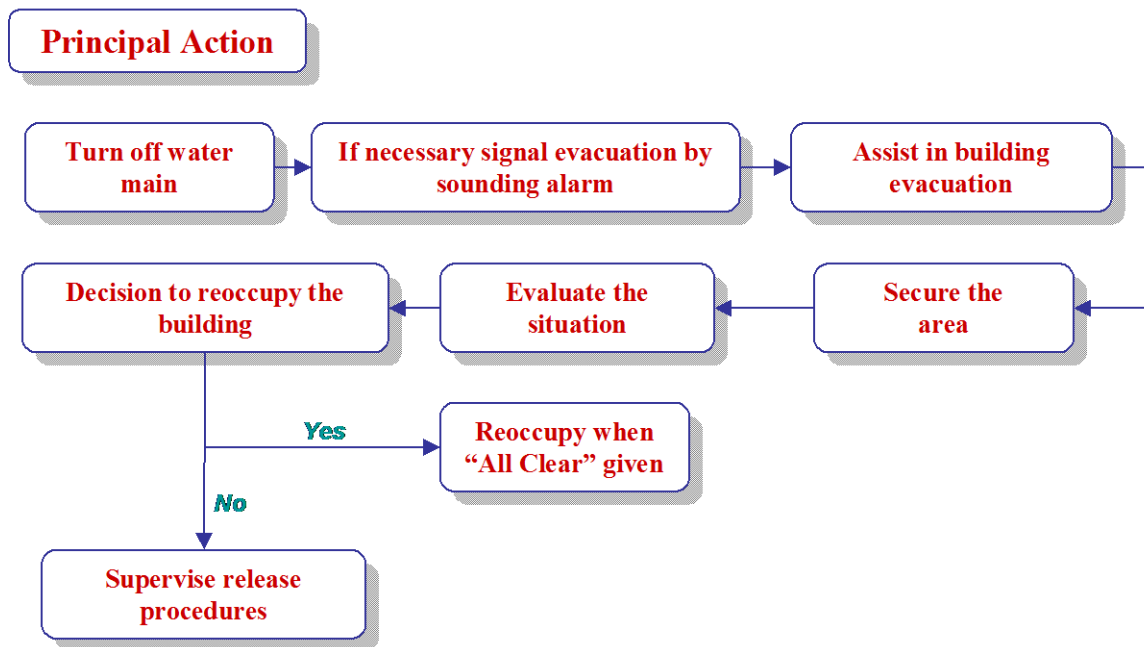 Principal Action
Turn off water
main
If necessary signal evacuation by
sounding alarm
Assist in building
evacuation
Decision to reoccupy the
building
Evaluate the
situation
Secure the
area
Yes
Reoccupy when
“All Clear” given
No
Supervise release
procedures